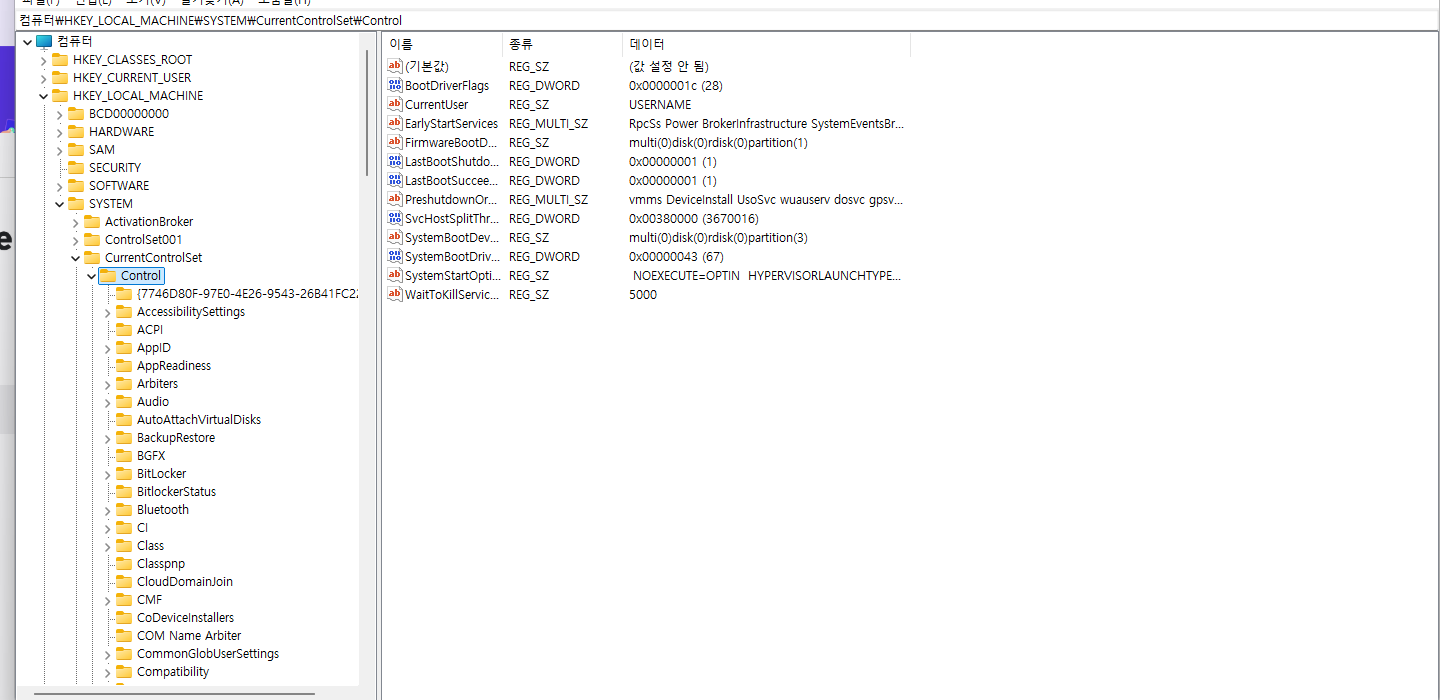 컴퓨터\HKEY_LOCAL_MACHINE\SYSTEM\CurrentControlSet\Control
컴퓨터
HKEY_CLASSES_ROOT
HKEY_CURRENT_USER
HKEY_LOCAL_MACHINE
BCD00000000
HARDWARE
SAM
SECURITY
SOFTWARE
SYSTEM
ActivationBroker
ControlSet001
CurrentControlSet
Control
{7746D80F-97E0-4E26-9543-26B41FC22
AccessibilitySettings
ACPI
AppID
AppReadiness
Arbiters
Audio
AutoAttachVirtualDisks
BackupRestore
BGFX
BitLocker
BitlockerStatus
Bluetooth
CI
Class
Classpnp
CloudDomainJoin
CMF
CoDeviceInstallers
COM Name Arbiter
CommonGlobUserSettings
Compatibility
이름 종류 데이터
(기본값) REG_SZ (값 설정 안 됨)
BootDriverFlags REG_DWORD 0x0000001c (28)
CurrentUser REG_SZ USERNAME
EarlyStartServices REG_MULTI_SZ RpcSs Power BrokerInfrastructure SystemEventsBr...
FirmwareBootD... REG_SZ multi(0)disk(0)rdisk(0)partition(1)
LastBootShutdo... REG_DWORD 0x00000001 (1)
LastBootSuccee... REG_DWORD 0x00000001 (1)
PreshutdownOr... REG_MULTI_SZ vmms DeviceInstall UsoSvc wuauserv dosvc gpsv...
SvcHostSplitThr... REG_DWORD 0x00380000 (3670016)
SystemBootDev... REG_SZ multi(0)disk(0)rdisk(0)partition(3)
SystemBootDriv... REG_DWORD 0x00000043 (67)
SystemStartOpti... REG_SZ NOEXECUTE=OPTIN HYPERVISORLAUNCHTYPE...
WaitToKillServic... REG_SZ 5000